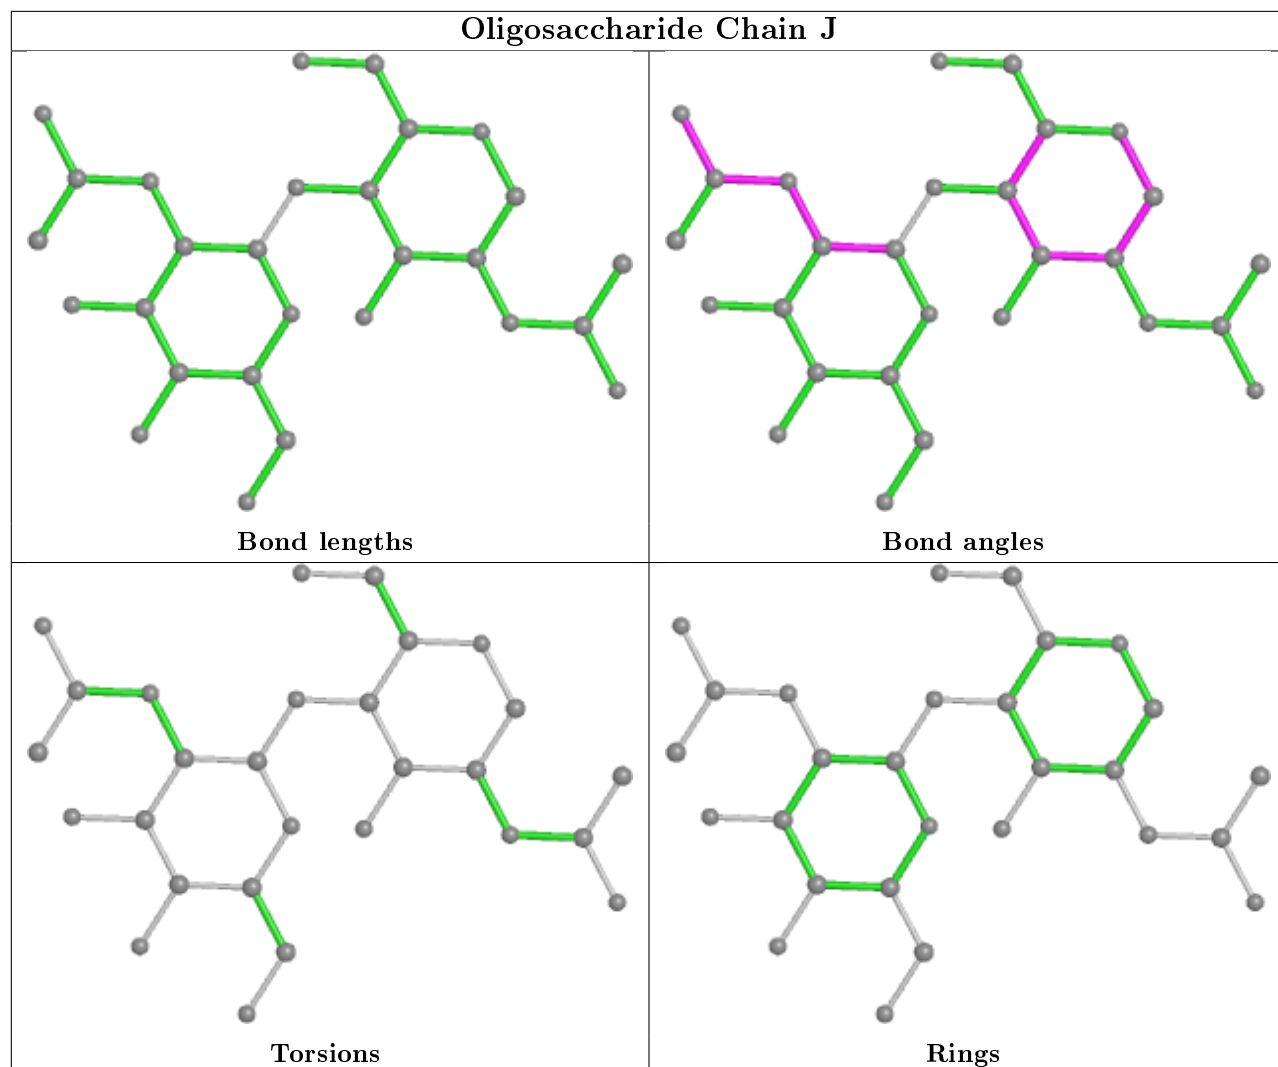 Oligosaccharide Chain J
Bond lengths
Bond angles
Torsions
Rings